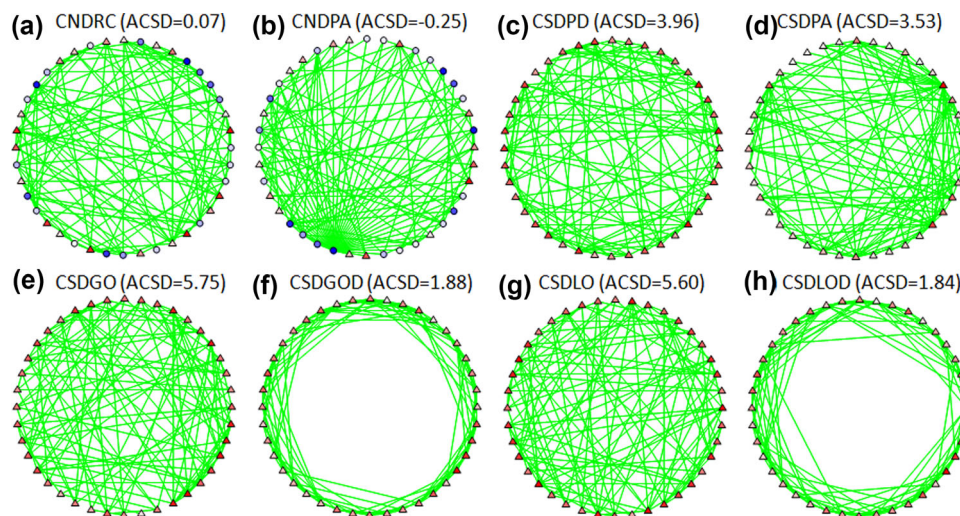 (a) CNDRC (ACSD=0.07)
(b) CNDPA (ACSD=-0.25)
(c) CSDPD (ACSD=3.96)
(d) CSDPA (ACSD=3.53)
(e) CSDGO (ACSD=5.75)
(f) CSDGOD (ACSD=1.88)
(g) CSDLO (ACSD=5.60)
(h) CSDLOD (ACSD=1.84)